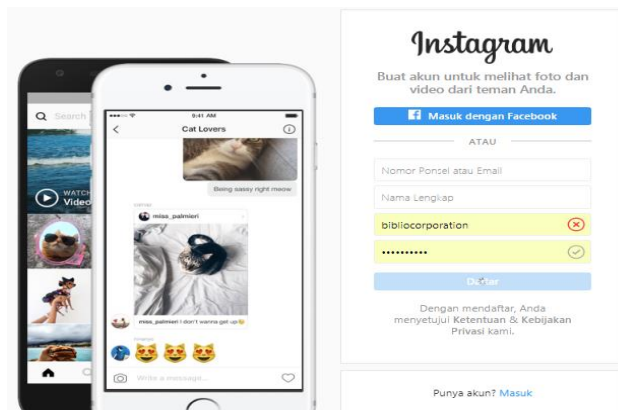 Search
WATCH
Video
9:41 AM
Cat Lovers
Being sassy right meow
miss_palmieri
miss_palmieri I don't wanna get up
Write a message...
Instagram
Buat akun untuk melihat foto dan
video dari teman Anda.
Masuk dengan Facebook
ATAU
Nomor Ponsel atau Email
Nama Lengkap
bibliocorporation
Daftar
Dengan mendaftar, Anda
menyetujui Ketentuan & Kebijakan
Privasi kami.
Punya akun? Masuk